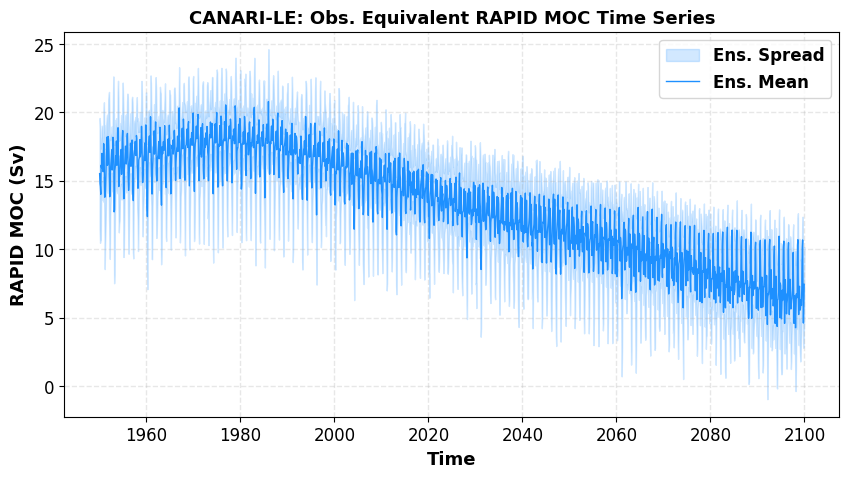 CANARI-LE: Obs. Equivalent RAPID MOC Time Series
Ens. Spread
Ens. Mean
RAPID MOC (Sv)
25
20
15
10
5
0
1960 1980 2000 2020 2040 2060 2080 2100
Time